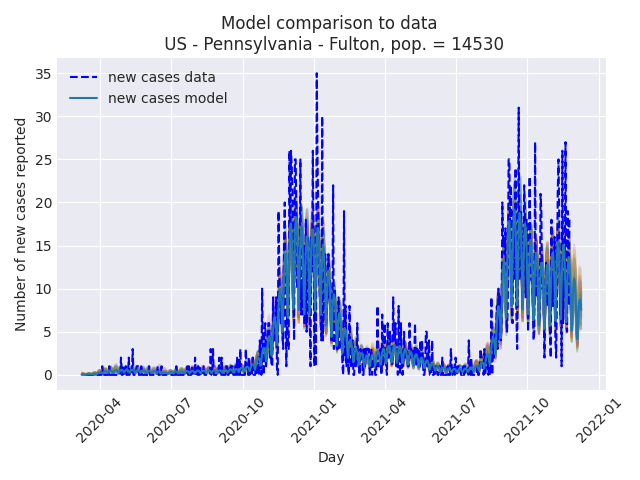 Model comparison to data
US - Pennsylvania - Fulton, pop. = 14530
new cases data
new cases model
Number of new cases reported
35
30
25
20
15
10
5
0
2020-04
2020-07
2020-10
2021-01
2021-04
2021-07
2021-10
2022-01
Day